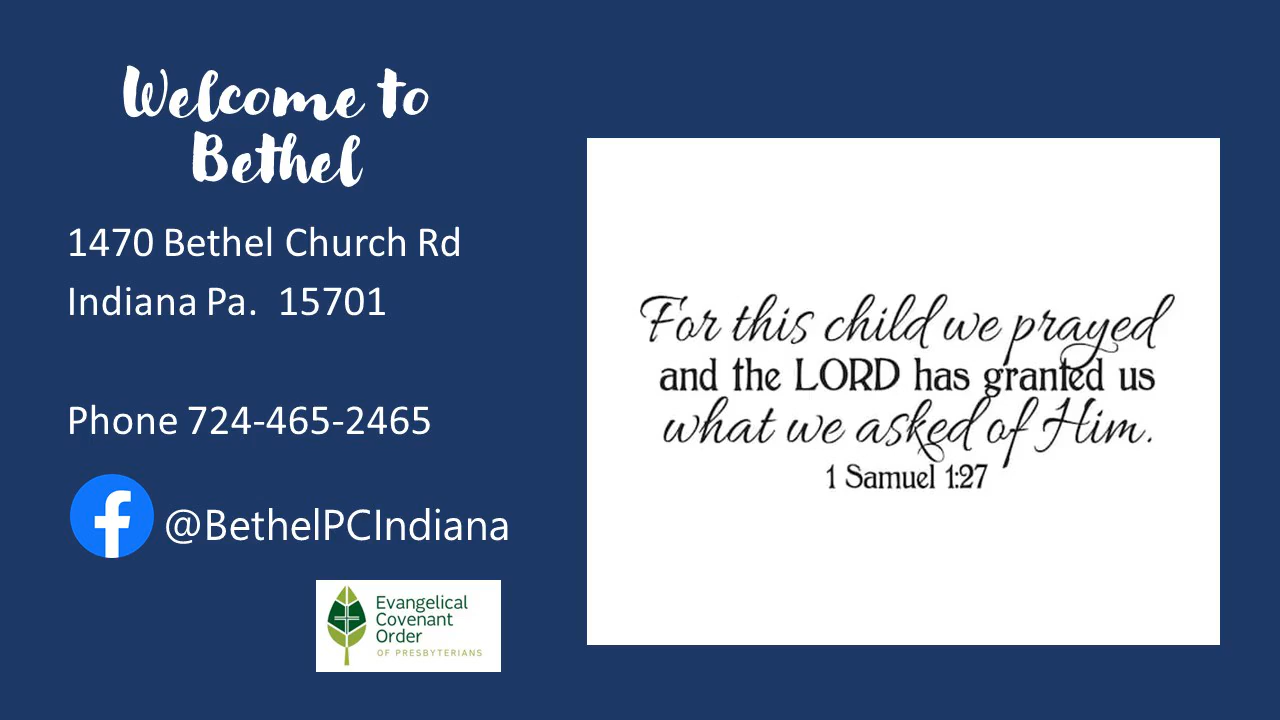 Welcome to
Bethel
1470 Bethel Church Rd
Indiana Pa.  15701
Phone 724-465-2465
@BethelPCIndiana
Evangelical
Covenant
Order
OF PRESBYTERIANS
For this child we prayed
and the LORD has granted us
what we asked of Him.
1 Samuel 1:27